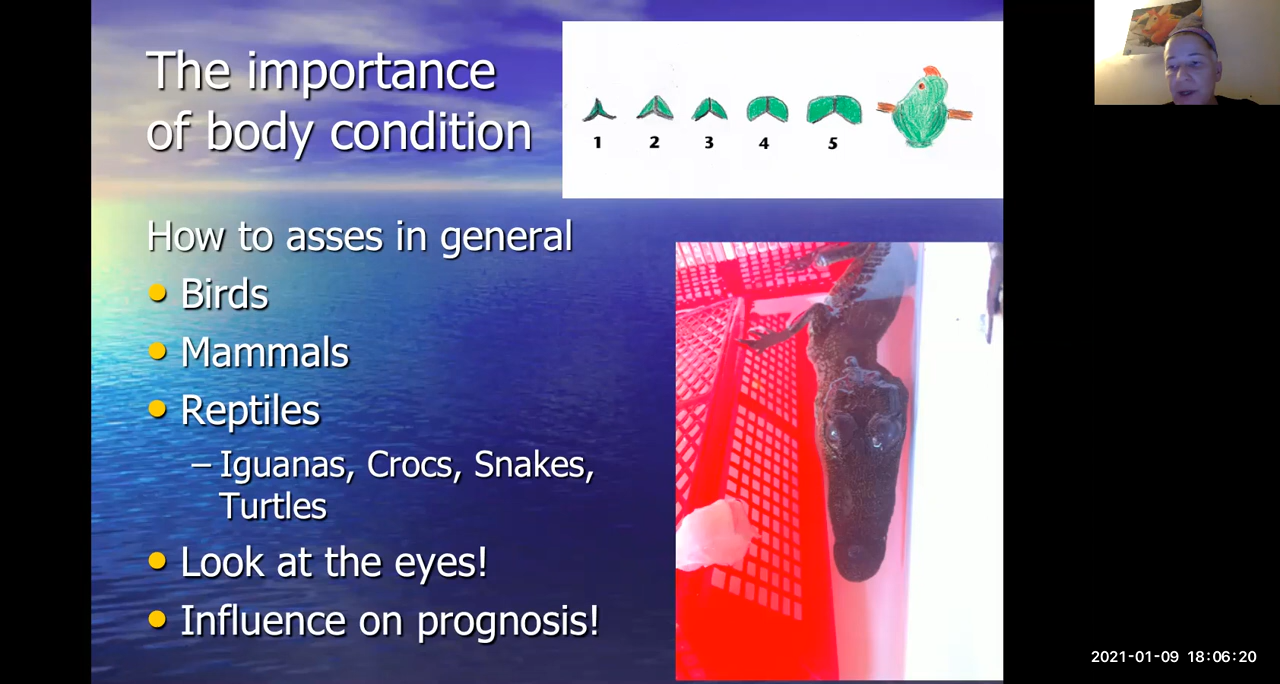 The importance
of body condition
1 2 3 4 5
How to asses in general
Birds
Mammals
Reptiles
– Iguanas, Crocs, Snakes,
Turtles
Look at the eyes!
Influence on prognosis!
2021-01-09 18:06:20